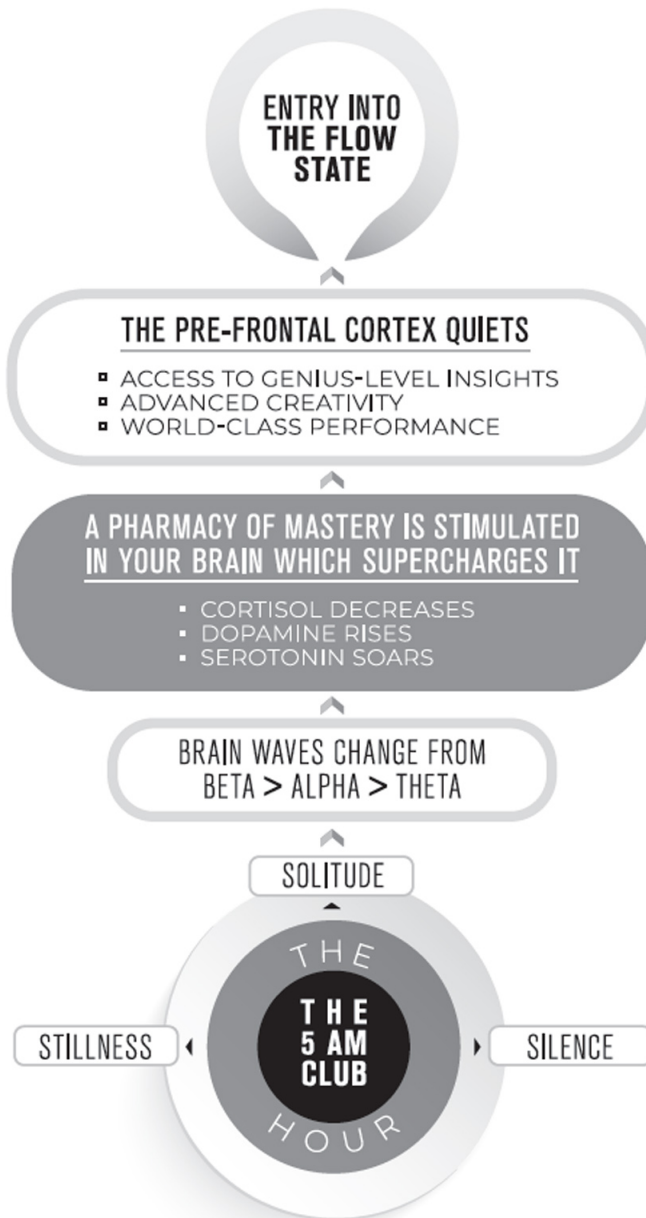 ENTRY INTO
THE FLOW
STATE
THE PRE-FRONTAL CORTEX QUIETS
ACCESS TO GENIUS-LEVEL INSIGHTS
ADVANCED CREATIVITY
WORLD-CLASS PERFORMANCE
A PHARMACY OF MASTERY IS STIMULATED
IN YOUR BRAIN WHICH SUPERCHARGES IT
CORTISOL DECREASES
DOPAMINE RISES
SEROTONIN SOARS
BRAIN WAVES CHANGE FROM
BETA > ALPHA > THETA
SOLITUDE
THE
THE
5 AM
CLUB
HOUR
STILLNESS
SILENCE